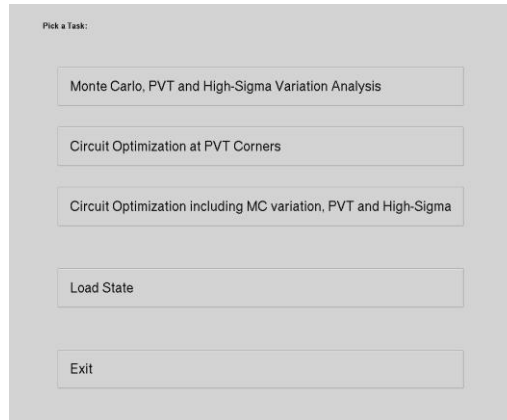 Pick a Task:
Monte Carlo, PVT and High-Sigma Variation Analysis
Circuit Optimization at PVT Corners
Circuit Optimization including MC variation, PVT and High-Sigma
Load State
Exit